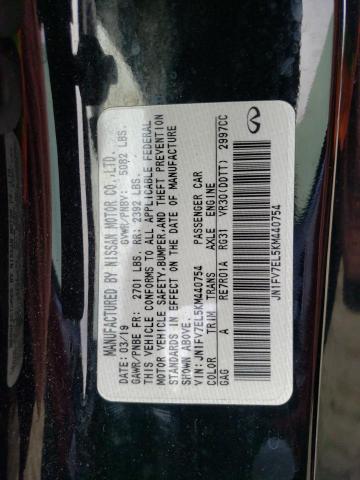 MANUFACTURED BY NISSAN MOTOR CO.,LTD.
DATE: 03/19 GVWR/PNBV: 5082 LBS.
GAWR/PNBE FR: 2701 LBS. RR: 2392 LBS.
THIS VEHICLE CONFORMS TO ALL APPLICABLE FEDERAL
MOTOR VEHICLE SAFETY,BUMPER,AND THEFT PREVENTION
STANDARDS IN EFFECT ON THE DATE OF MANUFACTURE
SHOWN ABOVE.
VIN: JN1FV7EL5KM440754 PASSENGER CAR
COLOR TRIM TRANS AXLE ENGINE
GAG A RE7R01A RG31 VR30(DDTT) 2997CC
JN1FV7EL5KM440754